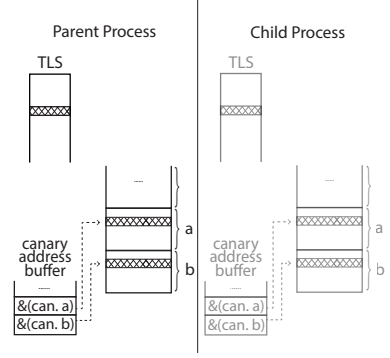 Parent Process
TLS
......
a
b
canary
address
buffer
......
&(can. a)
&(can. b)
Child Process
TLS
......
a
b
canary
address
buffer
......
&(can. a)
&(can. b)